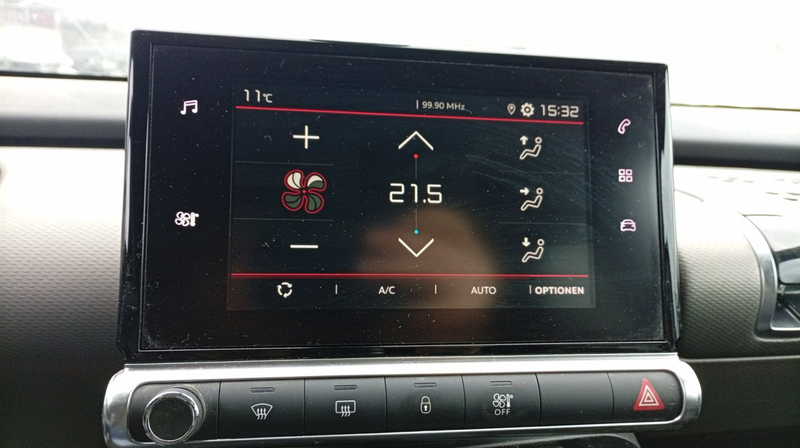 11°C
| 99.90 MHz
15:32
21.5
A/C
AUTO
OPTIONEN
OFF